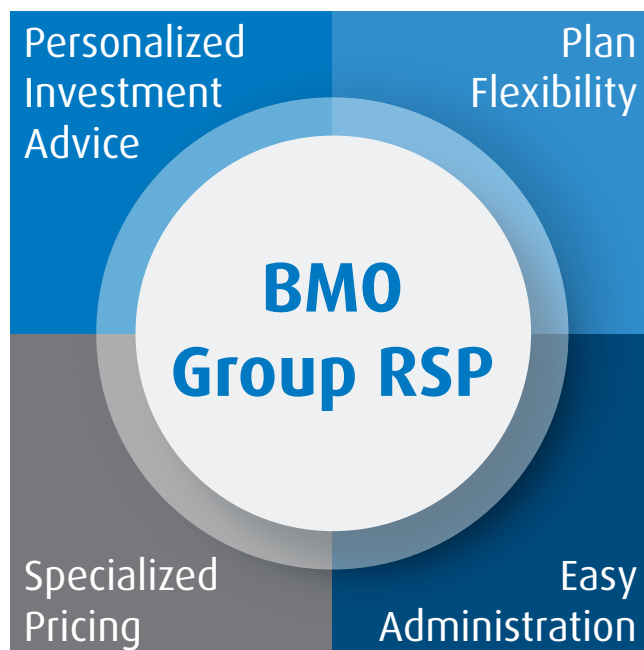 Personalized
Investment
Advice
Plan
Flexibility
BMO
Group RSP
Specialized
Pricing
Easy
Administration